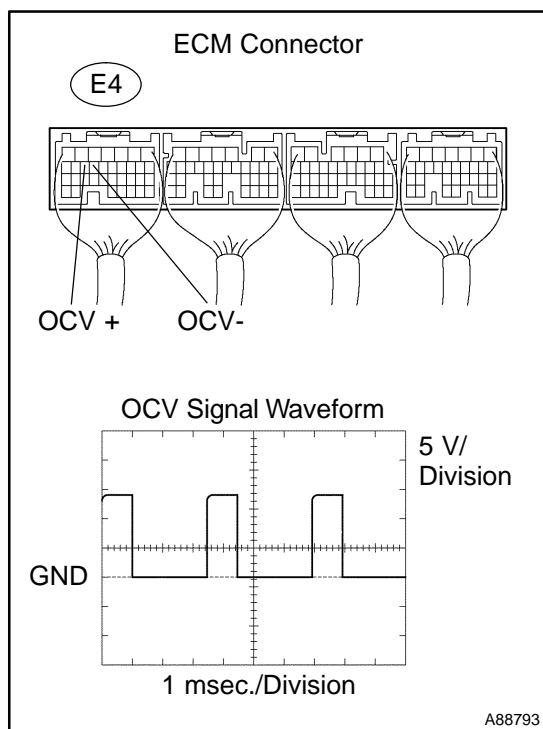 ECM Connector
E4
OCV + OCV-
OCV Signal Waveform
5 V/
Division
GND
1 msec./Division
A88793